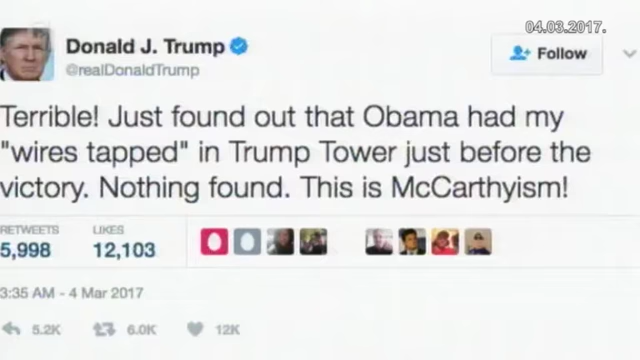 04.03.2017.
Donald J. Trump
@realDonaldTrump
Follow
Terrible! Just found out that Obama had my
"wires tapped" in Trump Tower just before the
victory. Nothing found. This is McCarthyism!
RETWEETS LIKES
5,998 12,103
3:35 AM - 4 Mar 2017
5.2K 6.0K 12K